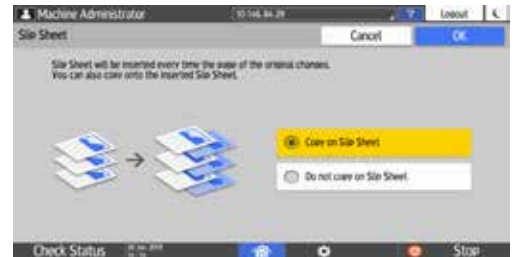 Machine Administrator
Logout
Slip Sheet
Cancel
OK
Slip Sheet will be inserted every time the page of the original changes.
You can also copy onto the inserted Slip Sheet.
Copy on Slip Sheet
Do not copy on Slip Sheet
Check Status
Stop